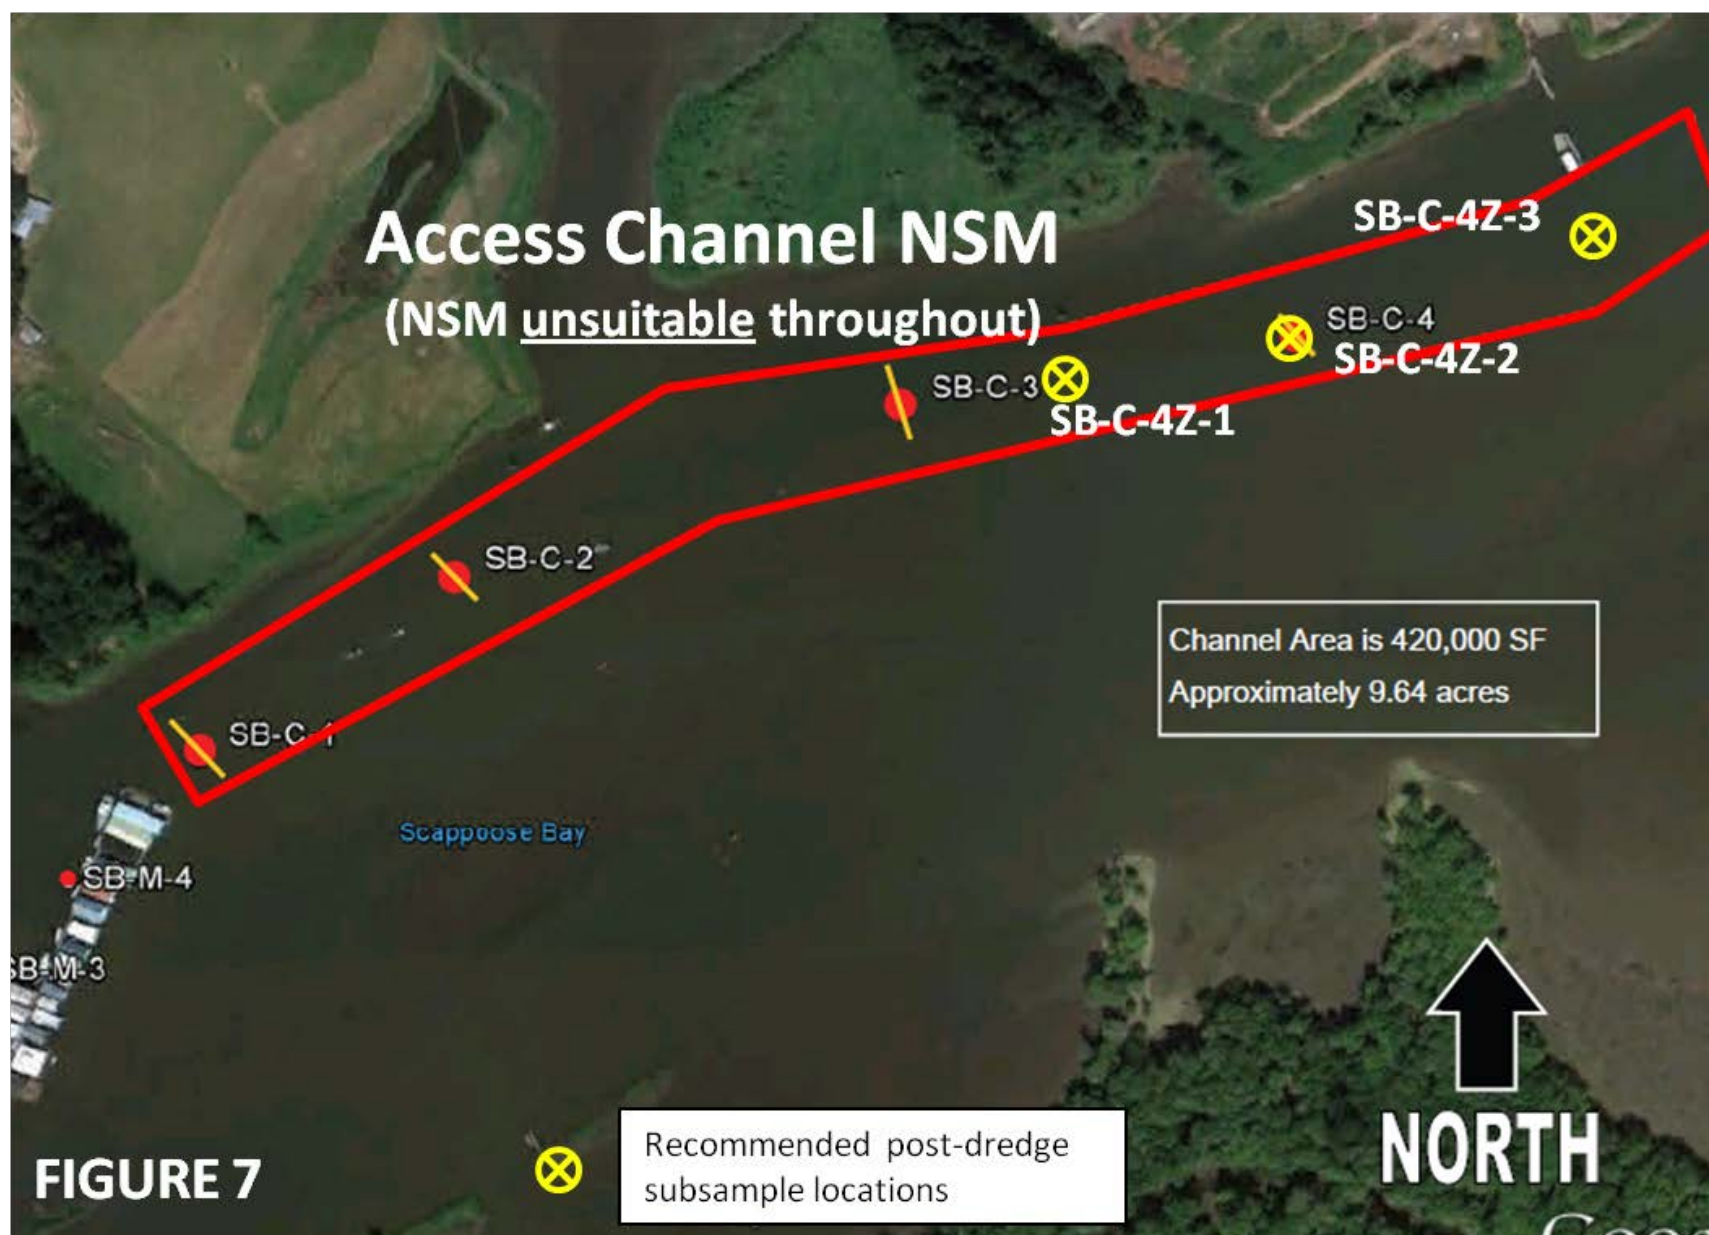 Access Channel NSM
(NSM unsuitable throughout)
SB-C-4Z-3
SB-C-4
SB-C-4Z-2
SB-C-3
SB-C-4Z-1
SB-C-2
SB-C-1
Channel Area is 420,000 SF
Approximately 9.64 acres
Scappoose Bay
SB-M-4
SB-M-3
NORTH
FIGURE 7
Recommended post-dredge
subsample locations